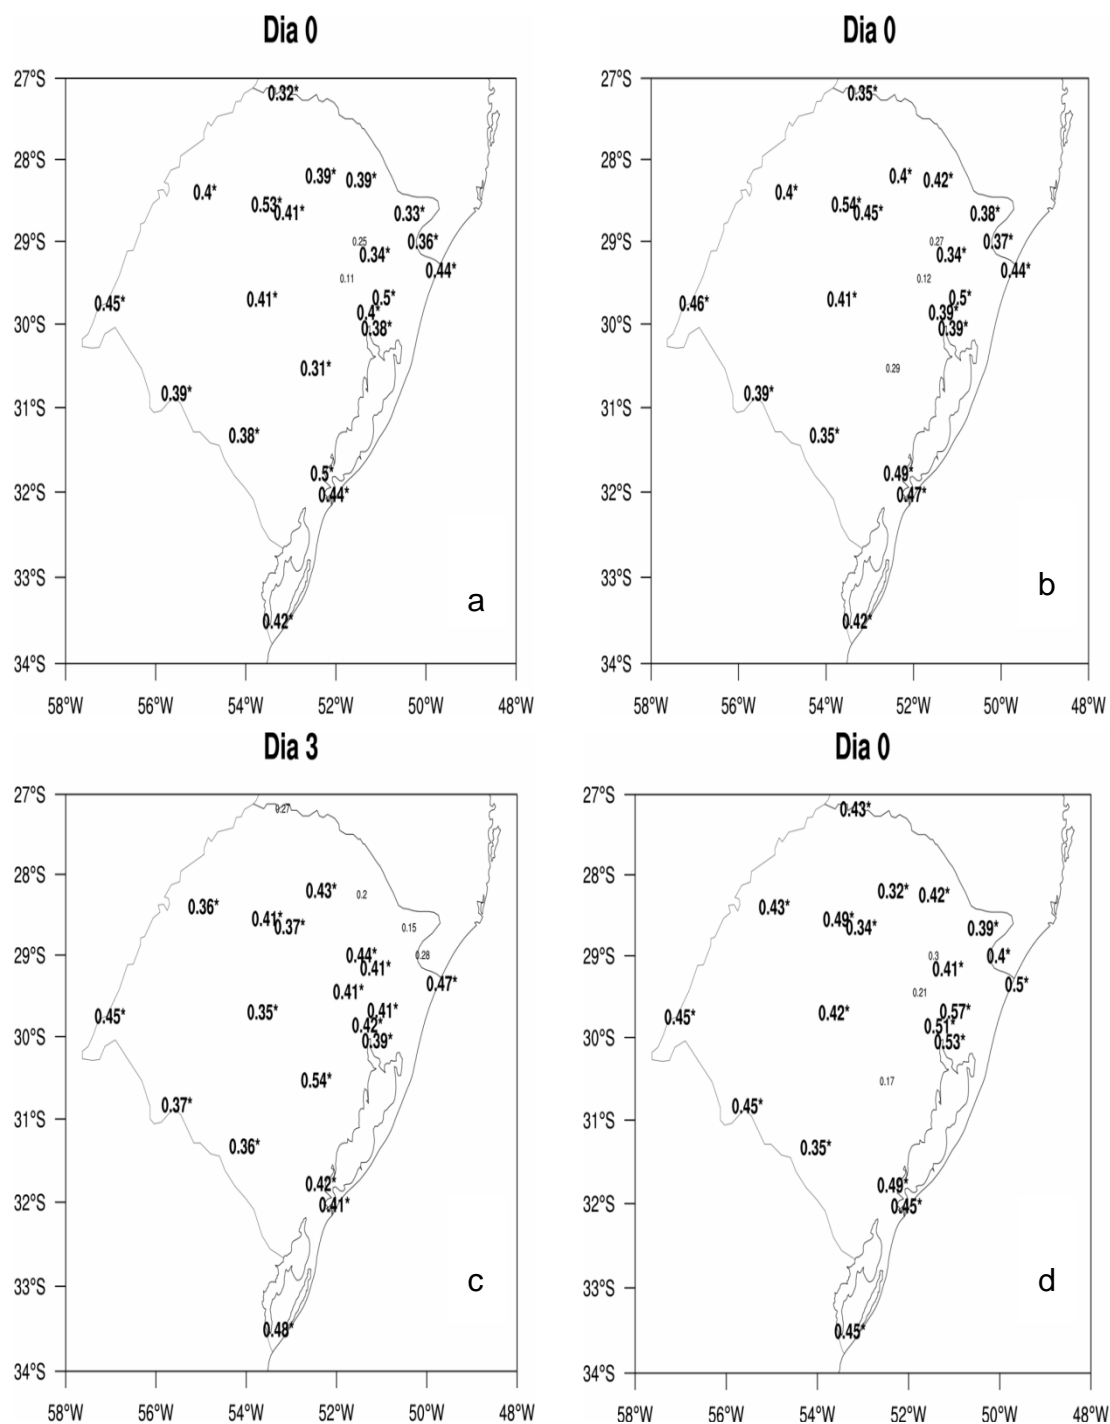 Dia 0
Dia 0
27°S
0.32*
28°S
0.39*
0.39*
0.4*
0.53*
0.41*
0.33*
29°S
0.25
0.36*
0.34*
0.44*
0.11
0.45*
0.41*
0.5*
0.4*
30°S
0.38*
0.31*
0.39*
31°S
0.38*
0.5*
32°S
0.44*
33°S
a
0.42*
34°S
58°W
56°W
54°W
52°W
50°W
48°W
27°S
0.35*
28°S
0.4*
0.42*
0.4*
0.54*
0.45*
0.38*
29°S
0.27
0.37*
0.34*
0.44*
0.12
0.46*
0.41*
0.5*
0.39*
30°S
0.39*
0.29
0.39*
31°S
0.35*
0.49*
32°S
0.47*
33°S
b
0.42*
34°S
58°W
56°W
54°W
52°W
50°W
48°W
Dia 3
Dia 0
27°S
0.27
28°S
0.43*
0.2
0.36*
0.41*
0.37*
0.15
29°S
0.44*
0.28
0.41*
0.47*
0.41*
0.45*
0.35*
0.41*
0.42*
30°S
0.39*
0.54*
0.37*
31°S
0.36*
0.42*
32°S
0.41*
33°S
c
0.48*
34°S
58°W
56°W
54°W
52°W
50°W
48°W
27°S
0.43*
28°S
0.32*
0.42*
0.43*
0.49*
0.34*
0.39*
29°S
0.3
0.4*
0.41*
0.5*
0.21
0.45*
0.42*
0.57*
0.51*
30°S
0.53*
0.17
0.45*
31°S
0.35*
0.49*
32°S
0.45*
33°S
d
0.45*
34°S
58°W
56°W
54°W
52°W
50°W
48°W